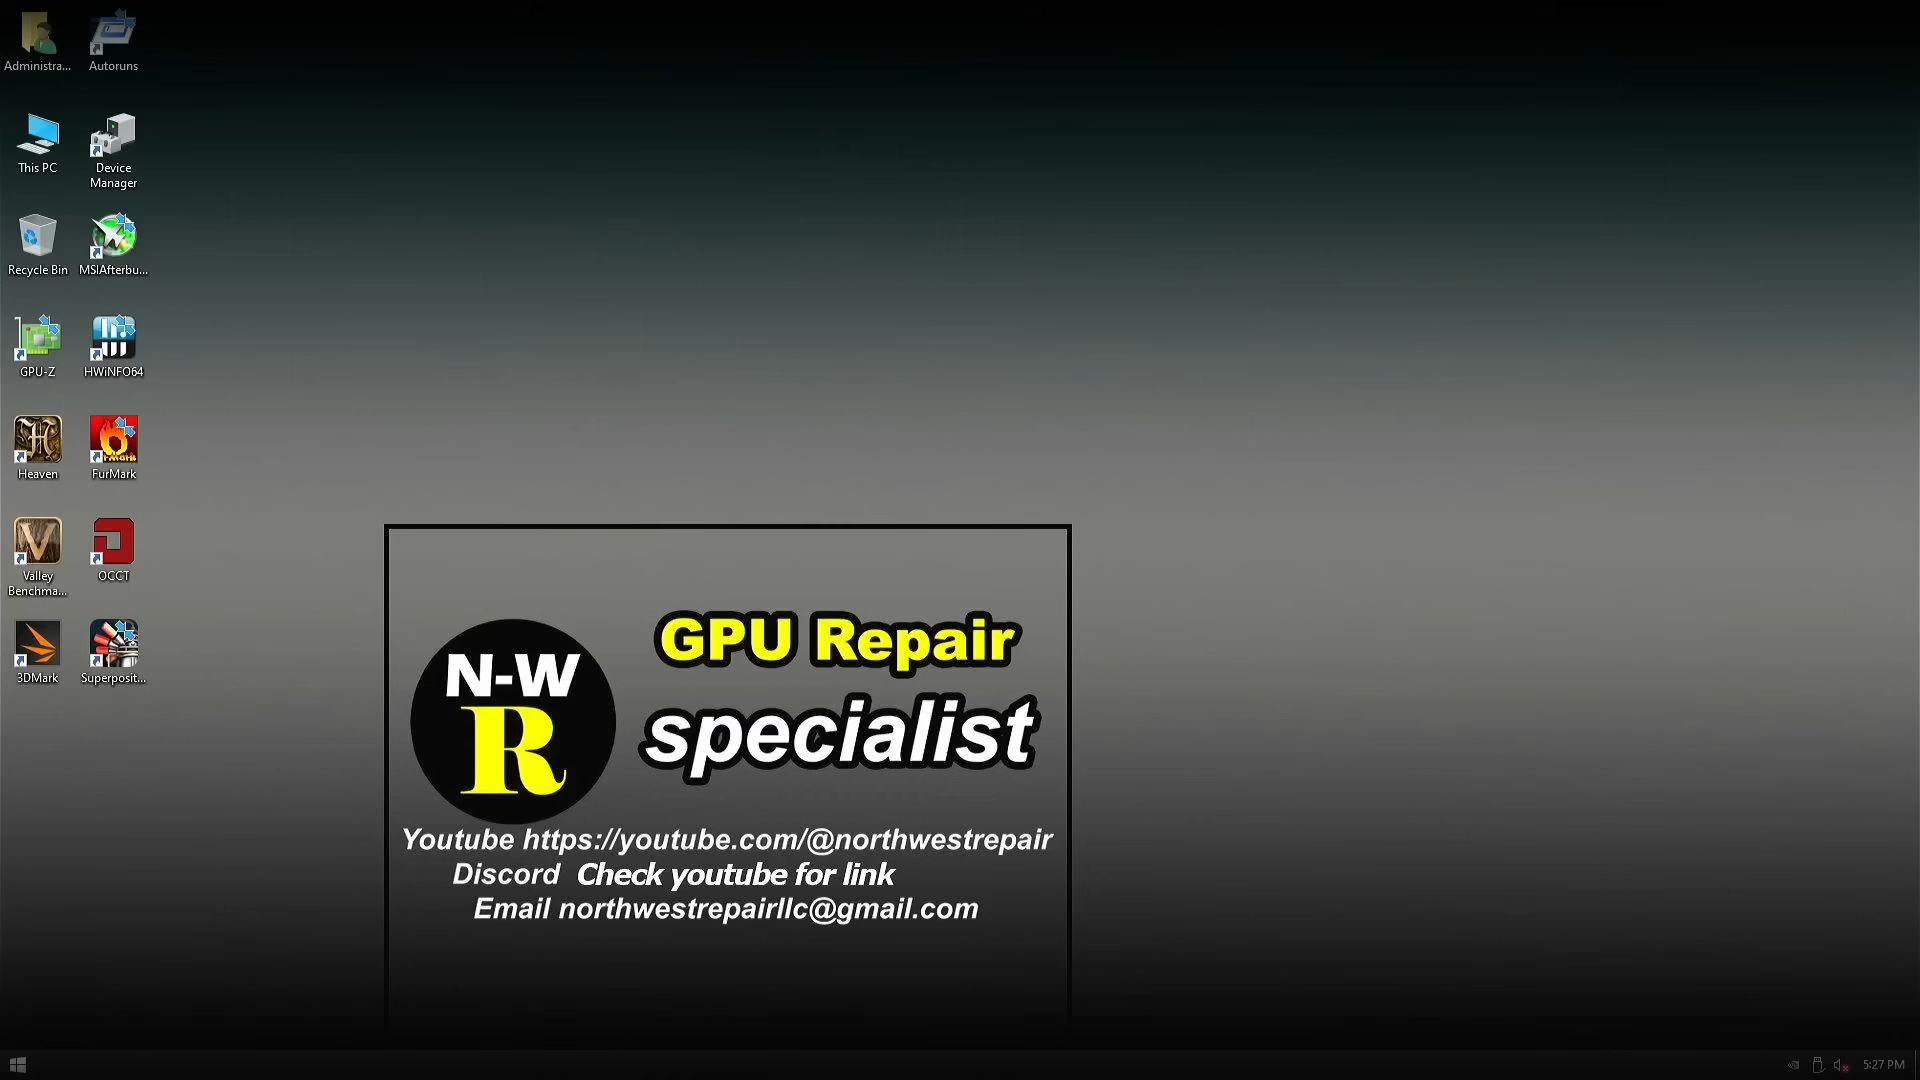 Administra...
Autoruns
This PC
Device
Manager
Recycle Bin
MSIAfterbu...
GPU-Z
HWiNFO64
Heaven
FurMark
Valley
Benchma...
OCCT
3DMark
Superposit...
N-W
R
GPU Repair
specialist
Youtube https://youtube.com/@northwestrepair
Discord Check youtube for link
Email northwestrepairllc@gmail.com
5:27 PM